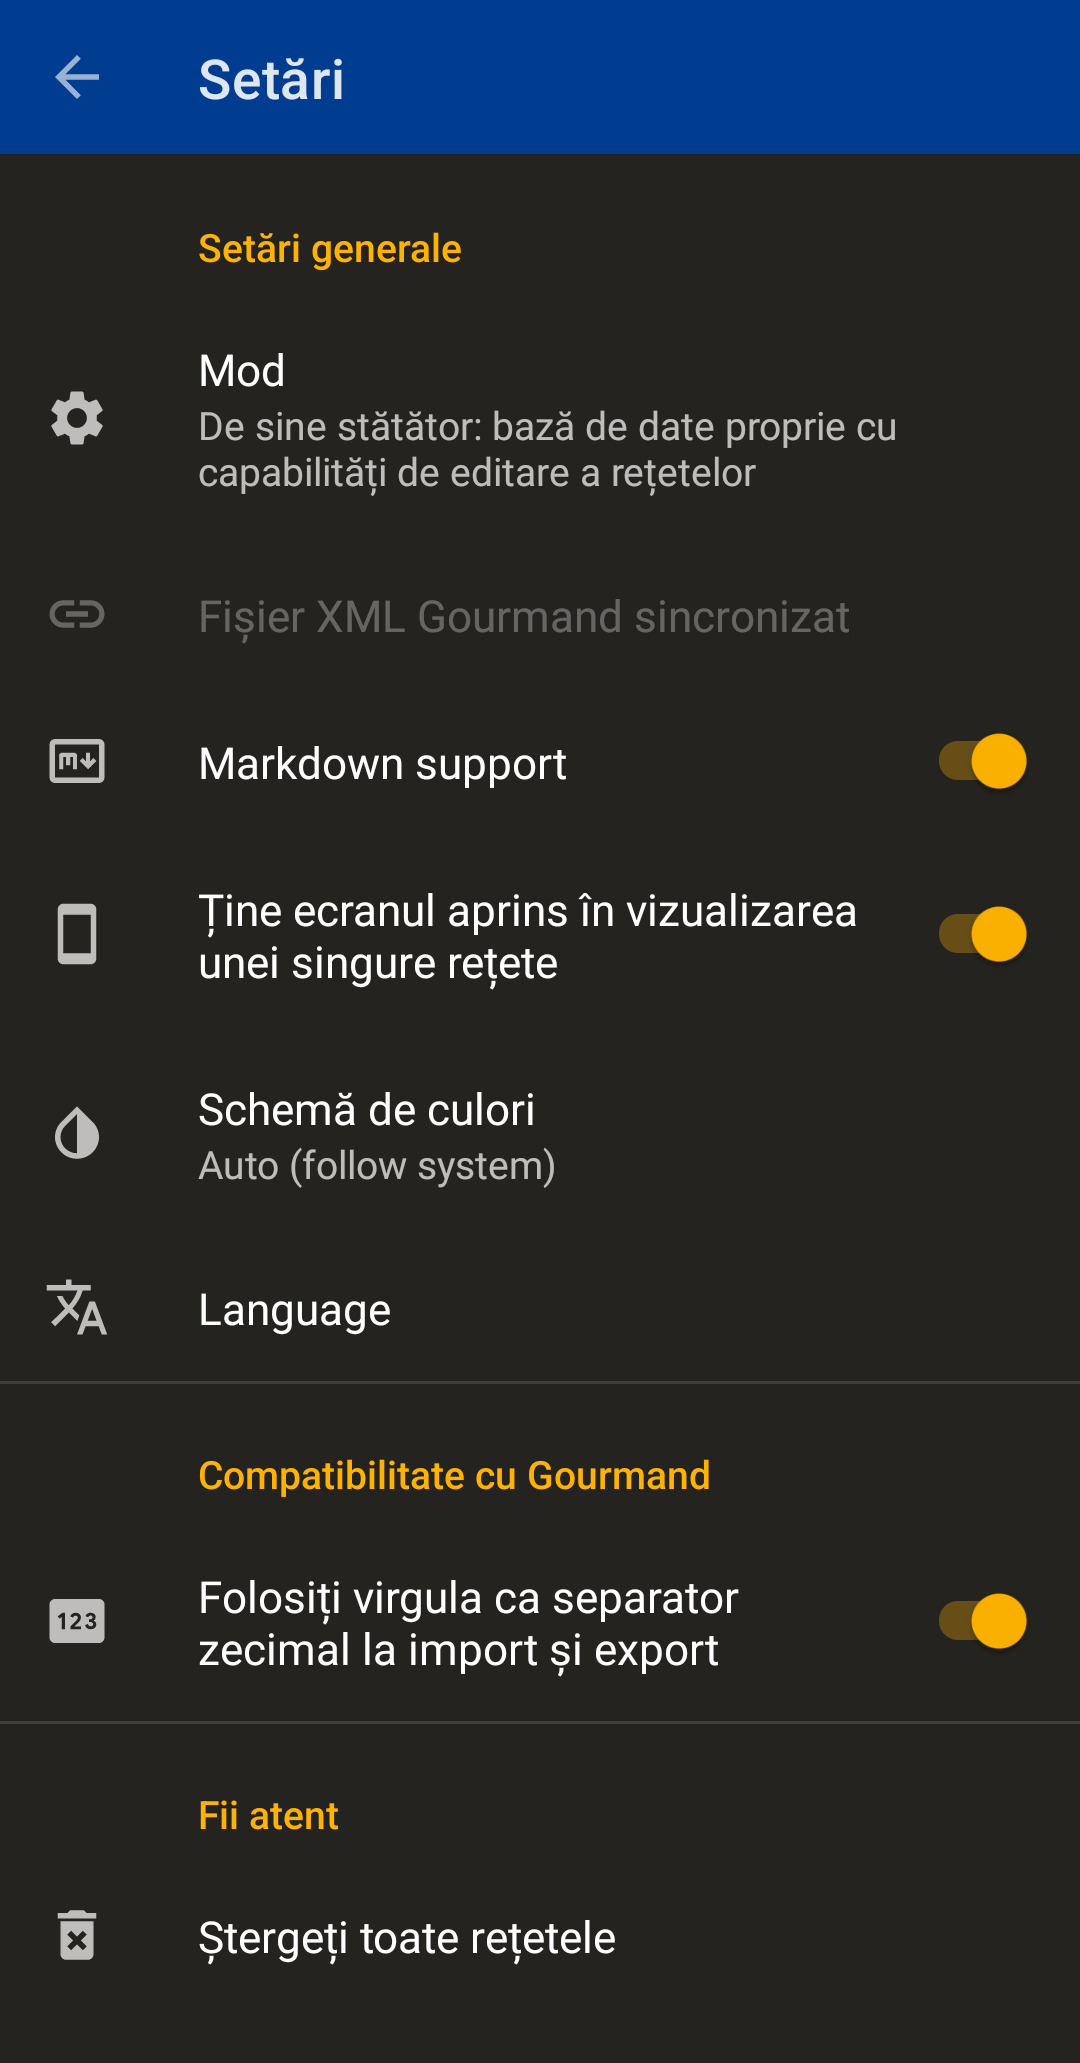 Setări
Setări generale
Mod
De sine stătător: bază de date proprie cu
capabilități de editare a rețetelor
Fișier XML Gourmand sincronizat
Markdown support
Ține ecranul aprins în vizualizarea
unei singure rețete
Schemă de culori
Auto (follow system)
Language
Compatibilitate cu Gourmand
123
Folosiți virgula ca separator
zecimal la import și export
Fii atent
Ștergeți toate rețetele